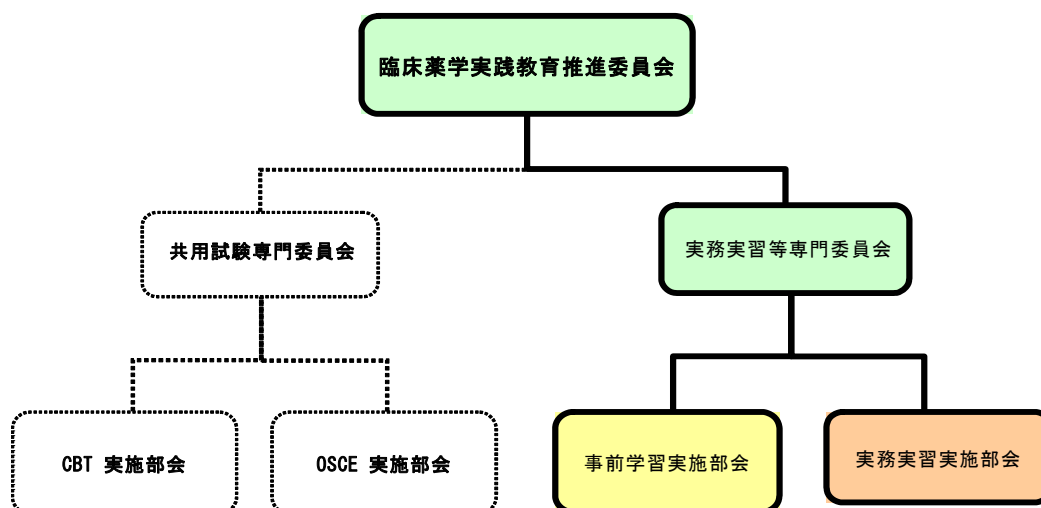 臨床薬学実践教育推進委員会
共用試験専門委員会
実務実習等専門委員会
CBT 実施部会
OSCE 実施部会
事前学習実施部会
実務実習実施部会